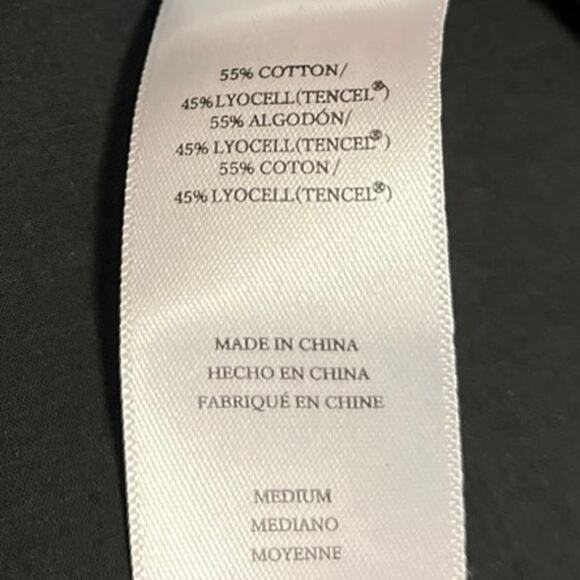 55% COTTON/
45% LYOCELL(TENCEL®)
55% ALGODÓN/
45% LYOCELL(TENCEL®)
55% COTON/
45% LYOCELL(TENCEL®)
MADE IN CHINA
HECHO EN CHINA
FABRIQUÉ EN CHINE
MEDIUM
MEDIANO
MOYENNE